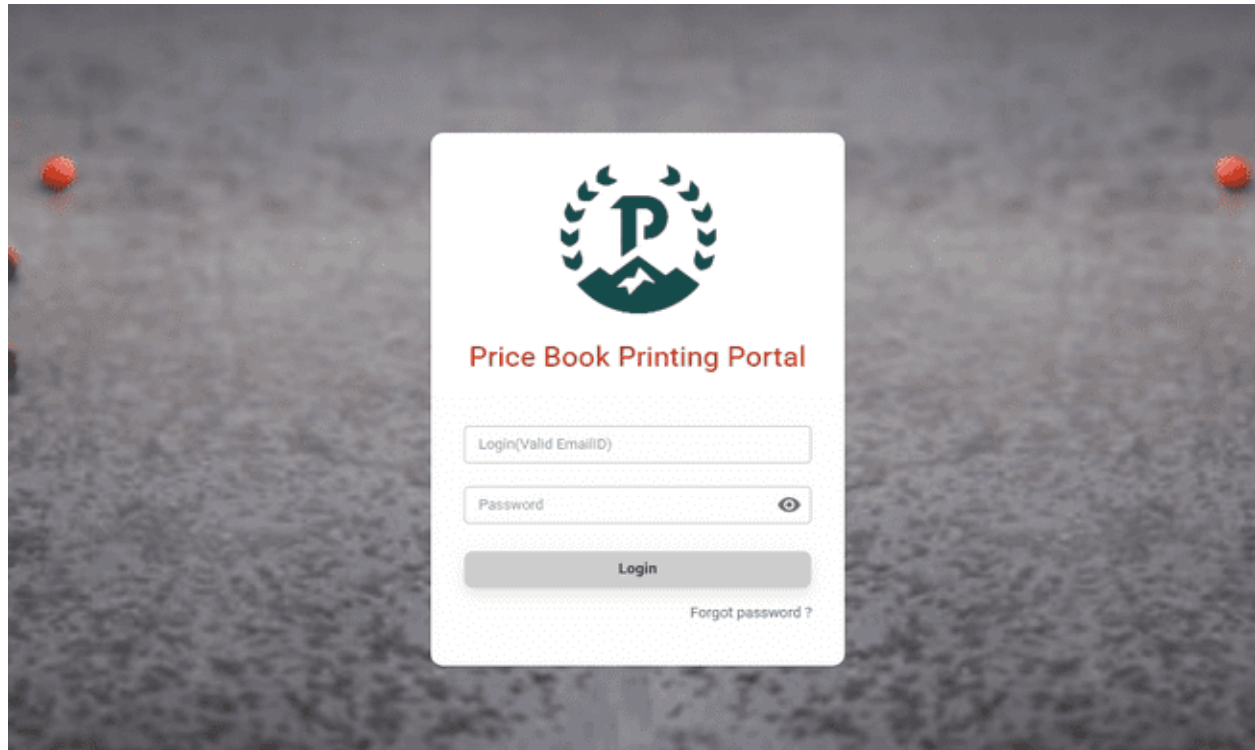 P
Price Book Printing Portal
Login(Valid EmailID)
Password
Login
Forgot password ?